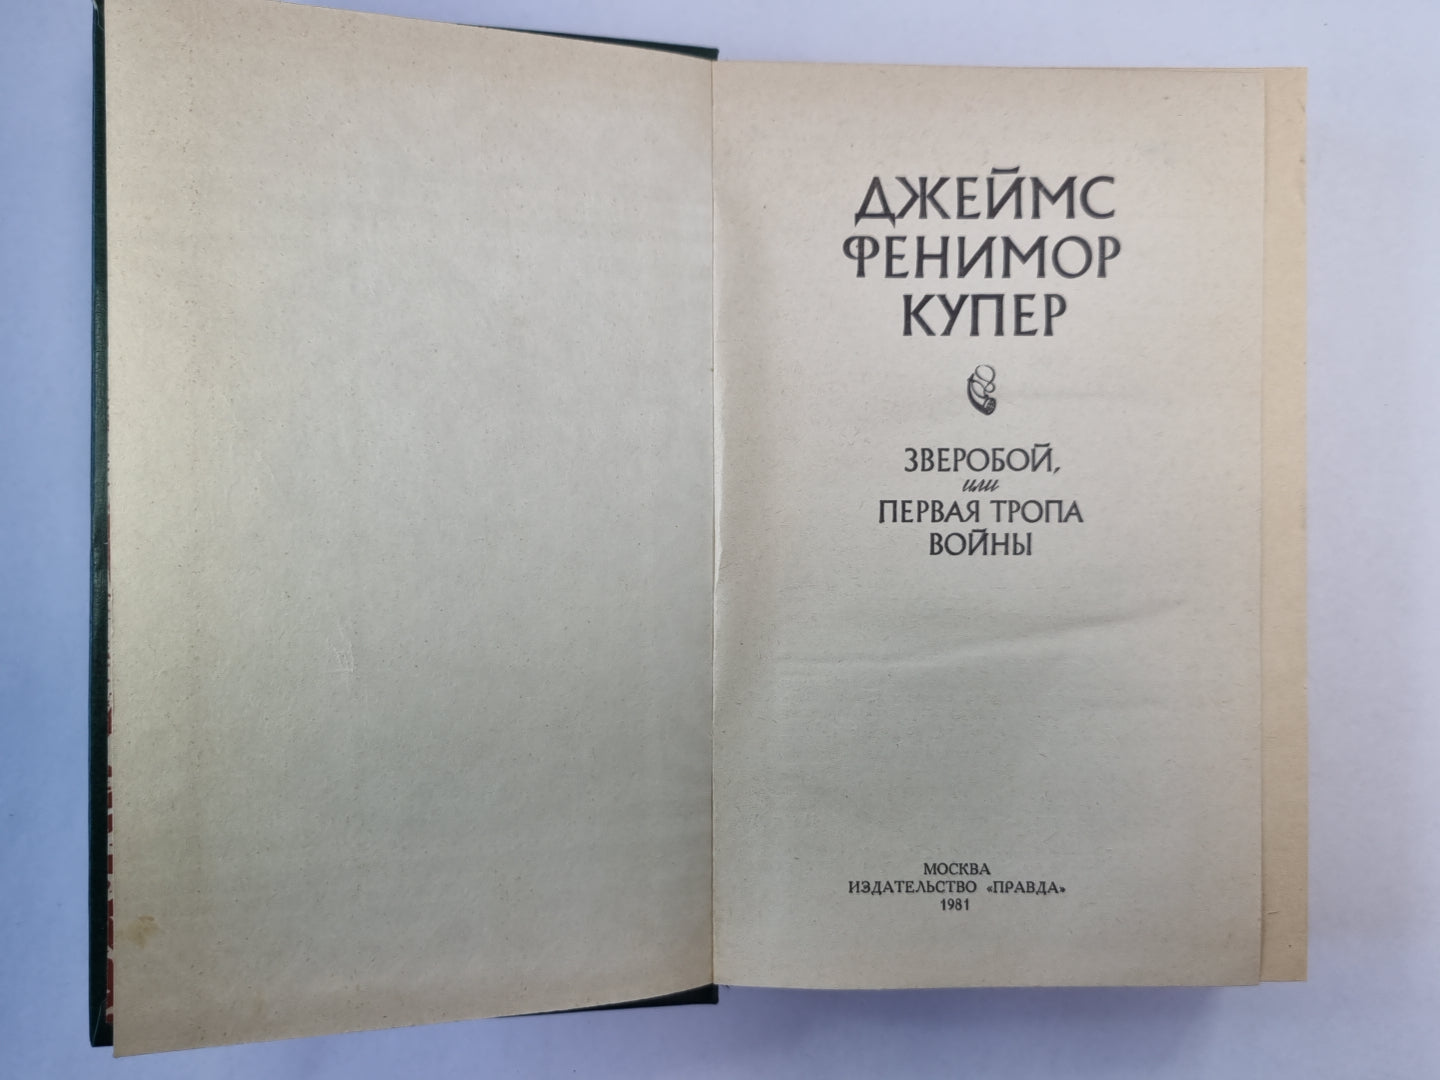 ДЖЕЙМС
ФЕНИМОР
КУПЕР
ЗВЕРОБОЙ,
или
ПЕРВАЯ ТРОПА
ВОЙНЫ
МОСКВА
ИЗДАТЕЛЬСТВО «ПРАВДА»
1981